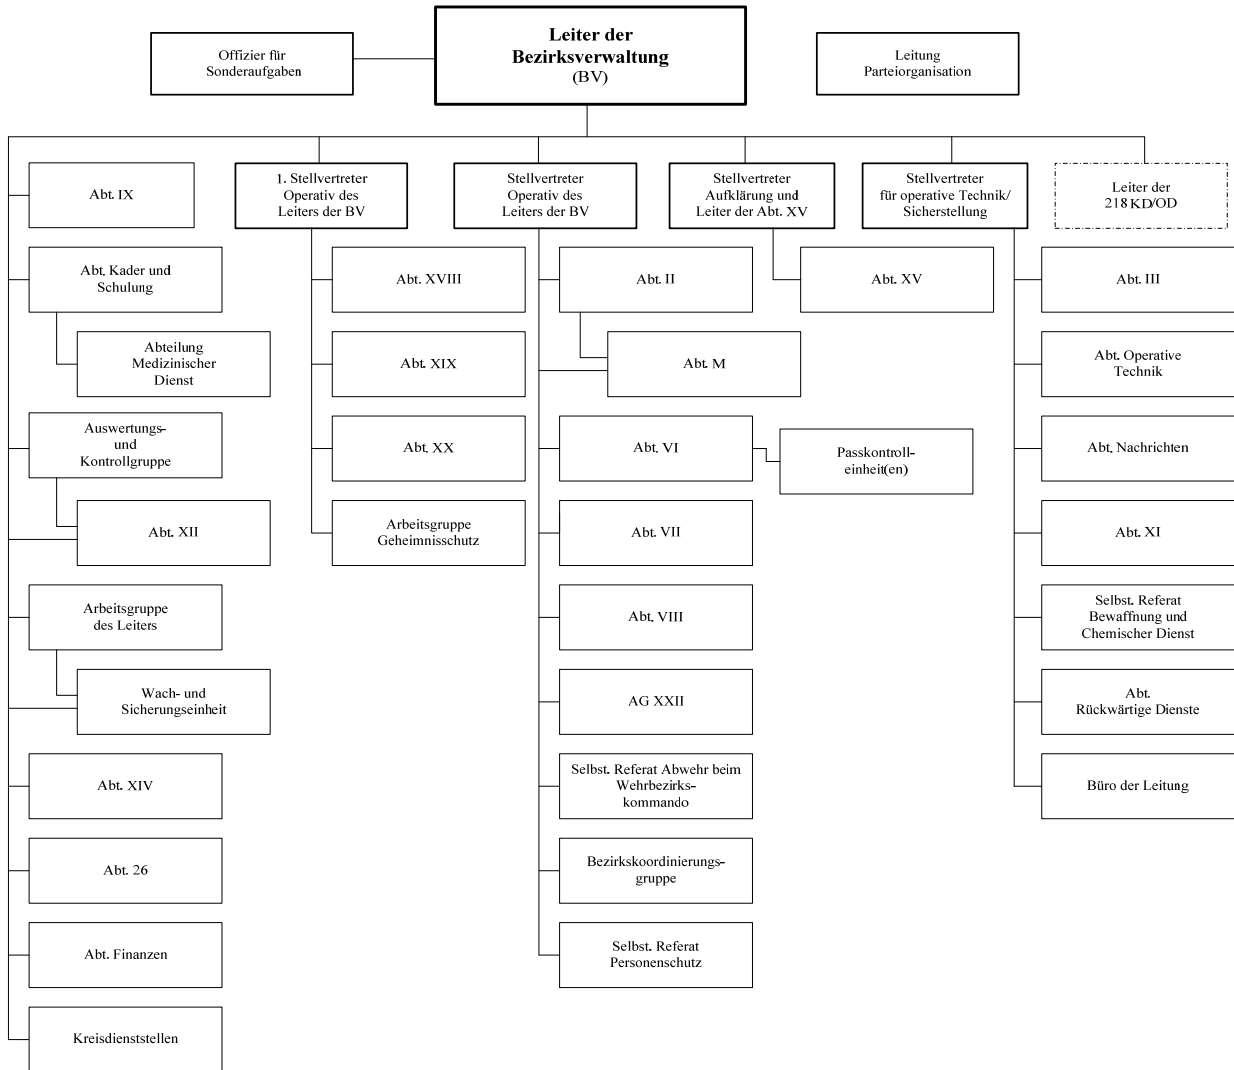 Leiter der
Bezirksverwaltung
(BV)
Offizier für
Sonderaufgaben
Leitung
Parteiorganisation
Abt. IX
1. Stellvertreter
Operativ des
Leiters der BV
Stellvertreter
Operativ des
Leiters der BV
Stellvertreter
Aufklärung und
Leiter der Abt. XV
Stellvertreter
für operative Technik/
Sicherstellung
Leiter der
218 KD/OD
Abt. Kader und
Schulung
Abteilung
Medizinischer
Dienst
Auswertungs-
und
Kontrollgruppe
Abt. XII
Arbeitsgruppe
des Leiters
Wach- und
Sicherungseinheit
Abt. XIV
Abt. 26
Abt. Finanzen
Kreisdienststellen
Abt. XVIII
Abt. XIX
Abt. XX
Arbeitsgruppe
Geheimnisschutz
Abt. II
Abt. M
Abt. VI
Passkontroll-
einheit(en)
Abt. VII
Abt. VIII
AG XXII
Selbst. Referat Abwehr beim
Wehrbezirks-
kommando
Bezirkskoordinierungs-
gruppe
Selbst. Referat
Personenschutz
Abt. XV
Abt. III
Abt. Operative
Technik
Abt. Nachrichten
Abt. XI
Selbst. Referat
Bewaffnung und
Chemischer Dienst
Abt.
Rückwärtige Dienste
Büro der Leitung